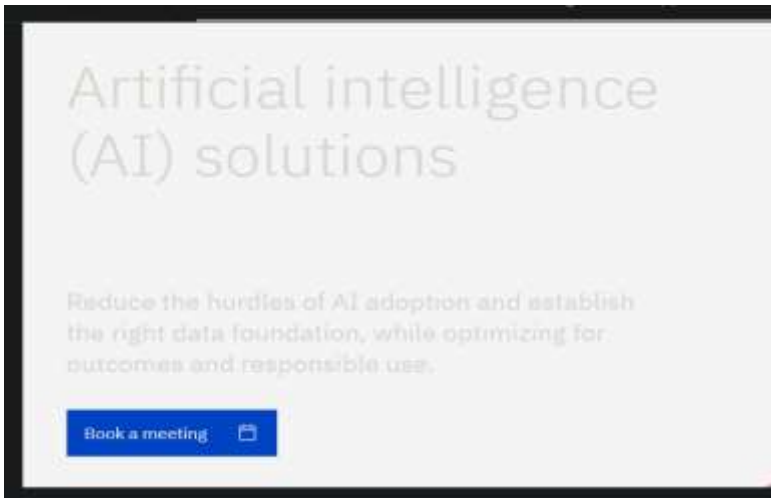 Artificial intelligence
(AI) solutions
Reduce the hurdles of AI adoption and establish
the right data foundation, while optimizing for
outcomes and responsible use.
Book a meeting